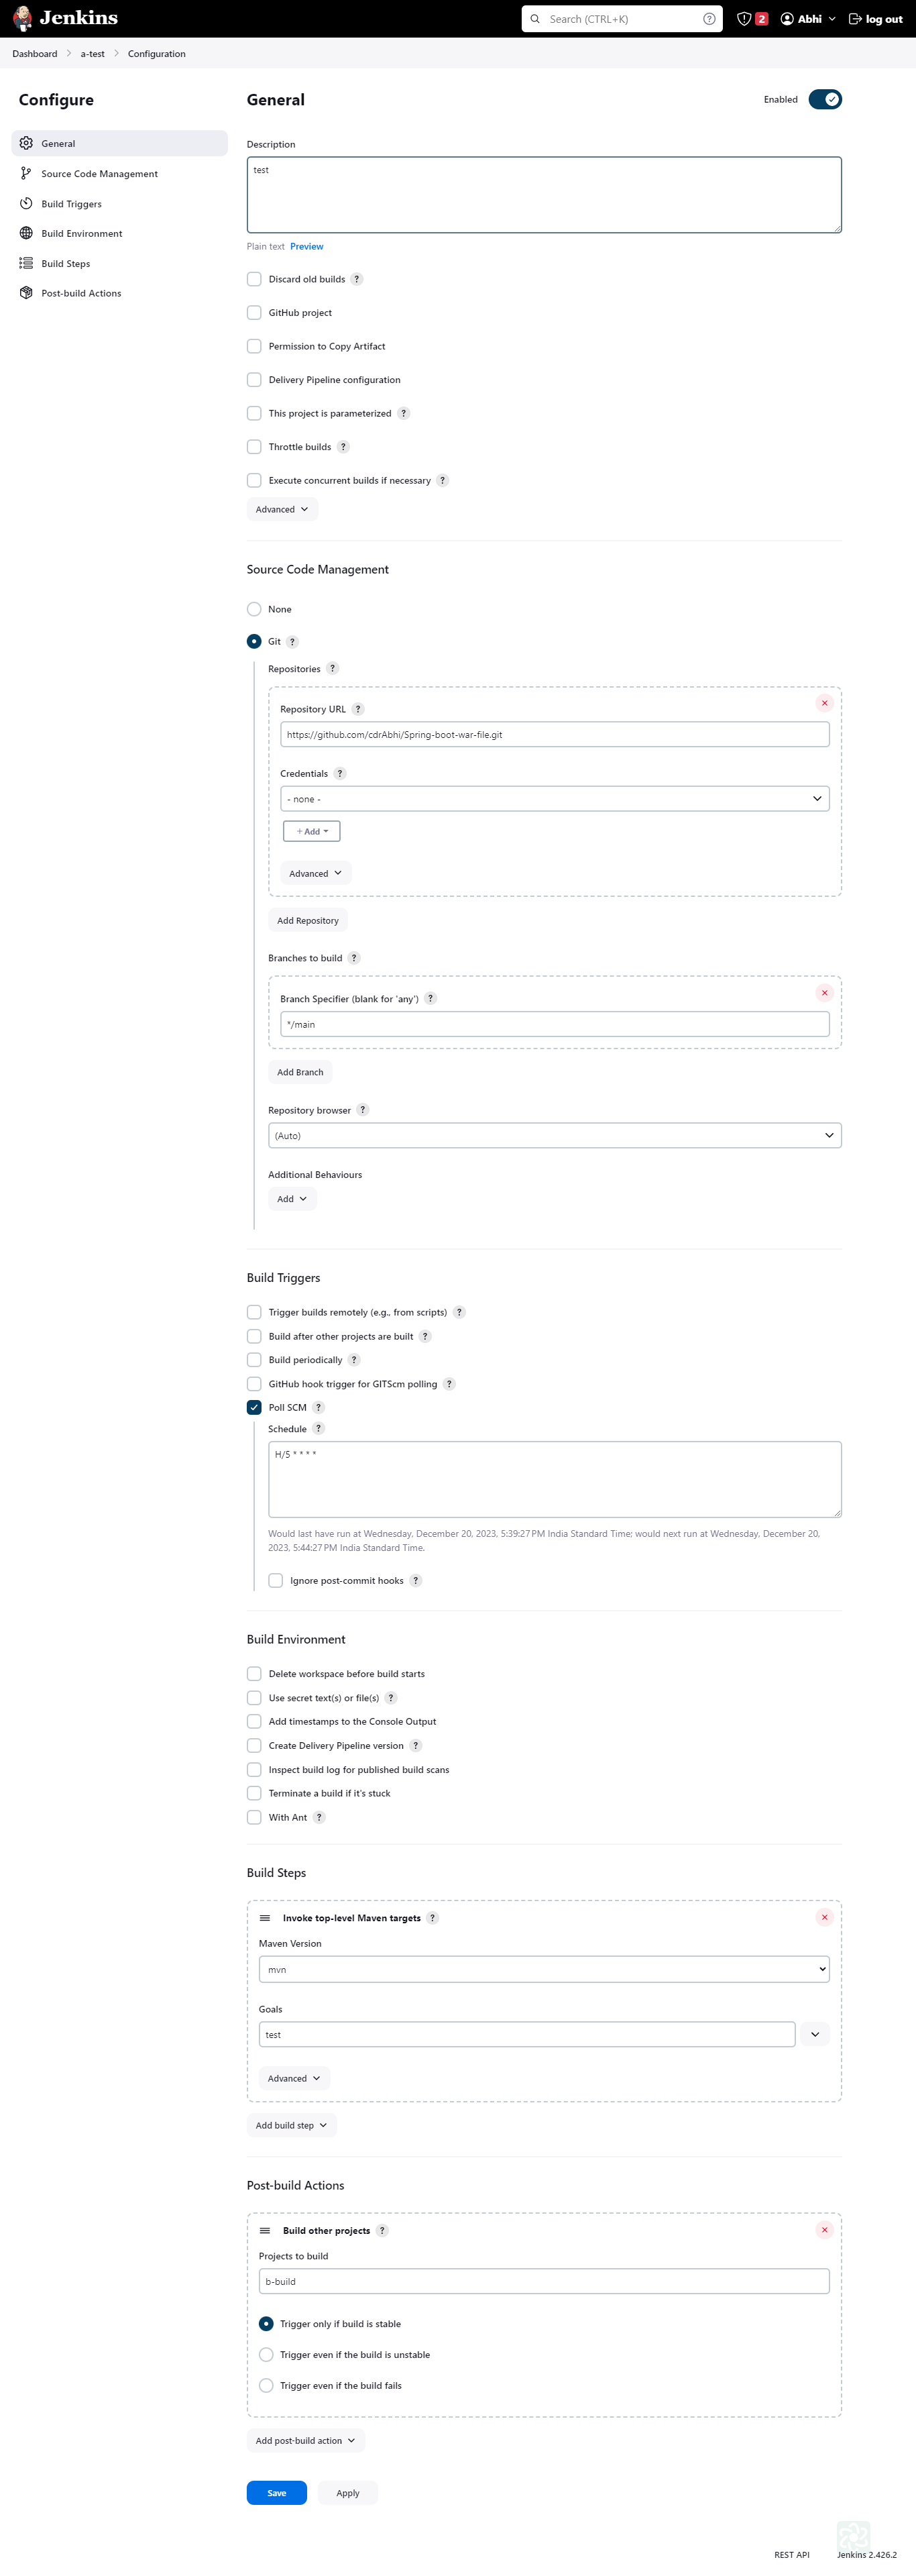 Jenkins
Search (CTRL+K)
?
2
Abhi
log out
Dashboard
a-test
Configuration
Configure
General
Source Code Management
Build Triggers
Build Environment
Build Steps
Post-build Actions
General
Enabled
Description
test
Plain text Preview
Discard old builds ?
GitHub project
Permission to Copy Artifact
Delivery Pipeline configuration
This project is parameterized ?
Throttle builds ?
Execute concurrent builds if necessary ?
Advanced
Source Code Management
None
Git ?
Repositories ?
Repository URL ?
https://github.com/cdrAbhi/Spring-boot-war-file.git
Credentials ?
- none -
+ Add
Advanced
Add Repository
Branches to build ?
Branch Specifier (blank for 'any') ?
*/main
Add Branch
Repository browser ?
(Auto)
Additional Behaviours
Add
Build Triggers
Trigger builds remotely (e.g., from scripts) ?
Build after other projects are built ?
Build periodically ?
GitHub hook trigger for GITScm polling ?
Poll SCM ?
Schedule ?
H/5 * * * *
Would last have run at Wednesday, December 20, 2023, 5:39:27 PM India Standard Time; would next run at Wednesday, December 20,
2023, 5:44:27 PM India Standard Time.
Ignore post-commit hooks ?
Build Environment
Delete workspace before build starts
Use secret text(s) or file(s) ?
Add timestamps to the Console Output
Create Delivery Pipeline version ?
Inspect build log for published build scans
Terminate a build if it's stuck
With Ant ?
Build Steps
Invoke top-level Maven targets ?
Maven Version
mvn
Goals
test
Advanced
Add build step
Post-build Actions
Build other projects ?
Projects to build
b-build
Trigger only if build is stable
Trigger even if the build is unstable
Trigger even if the build fails
Add post-build action
Save
Apply
REST API
Jenkins 2.426.2